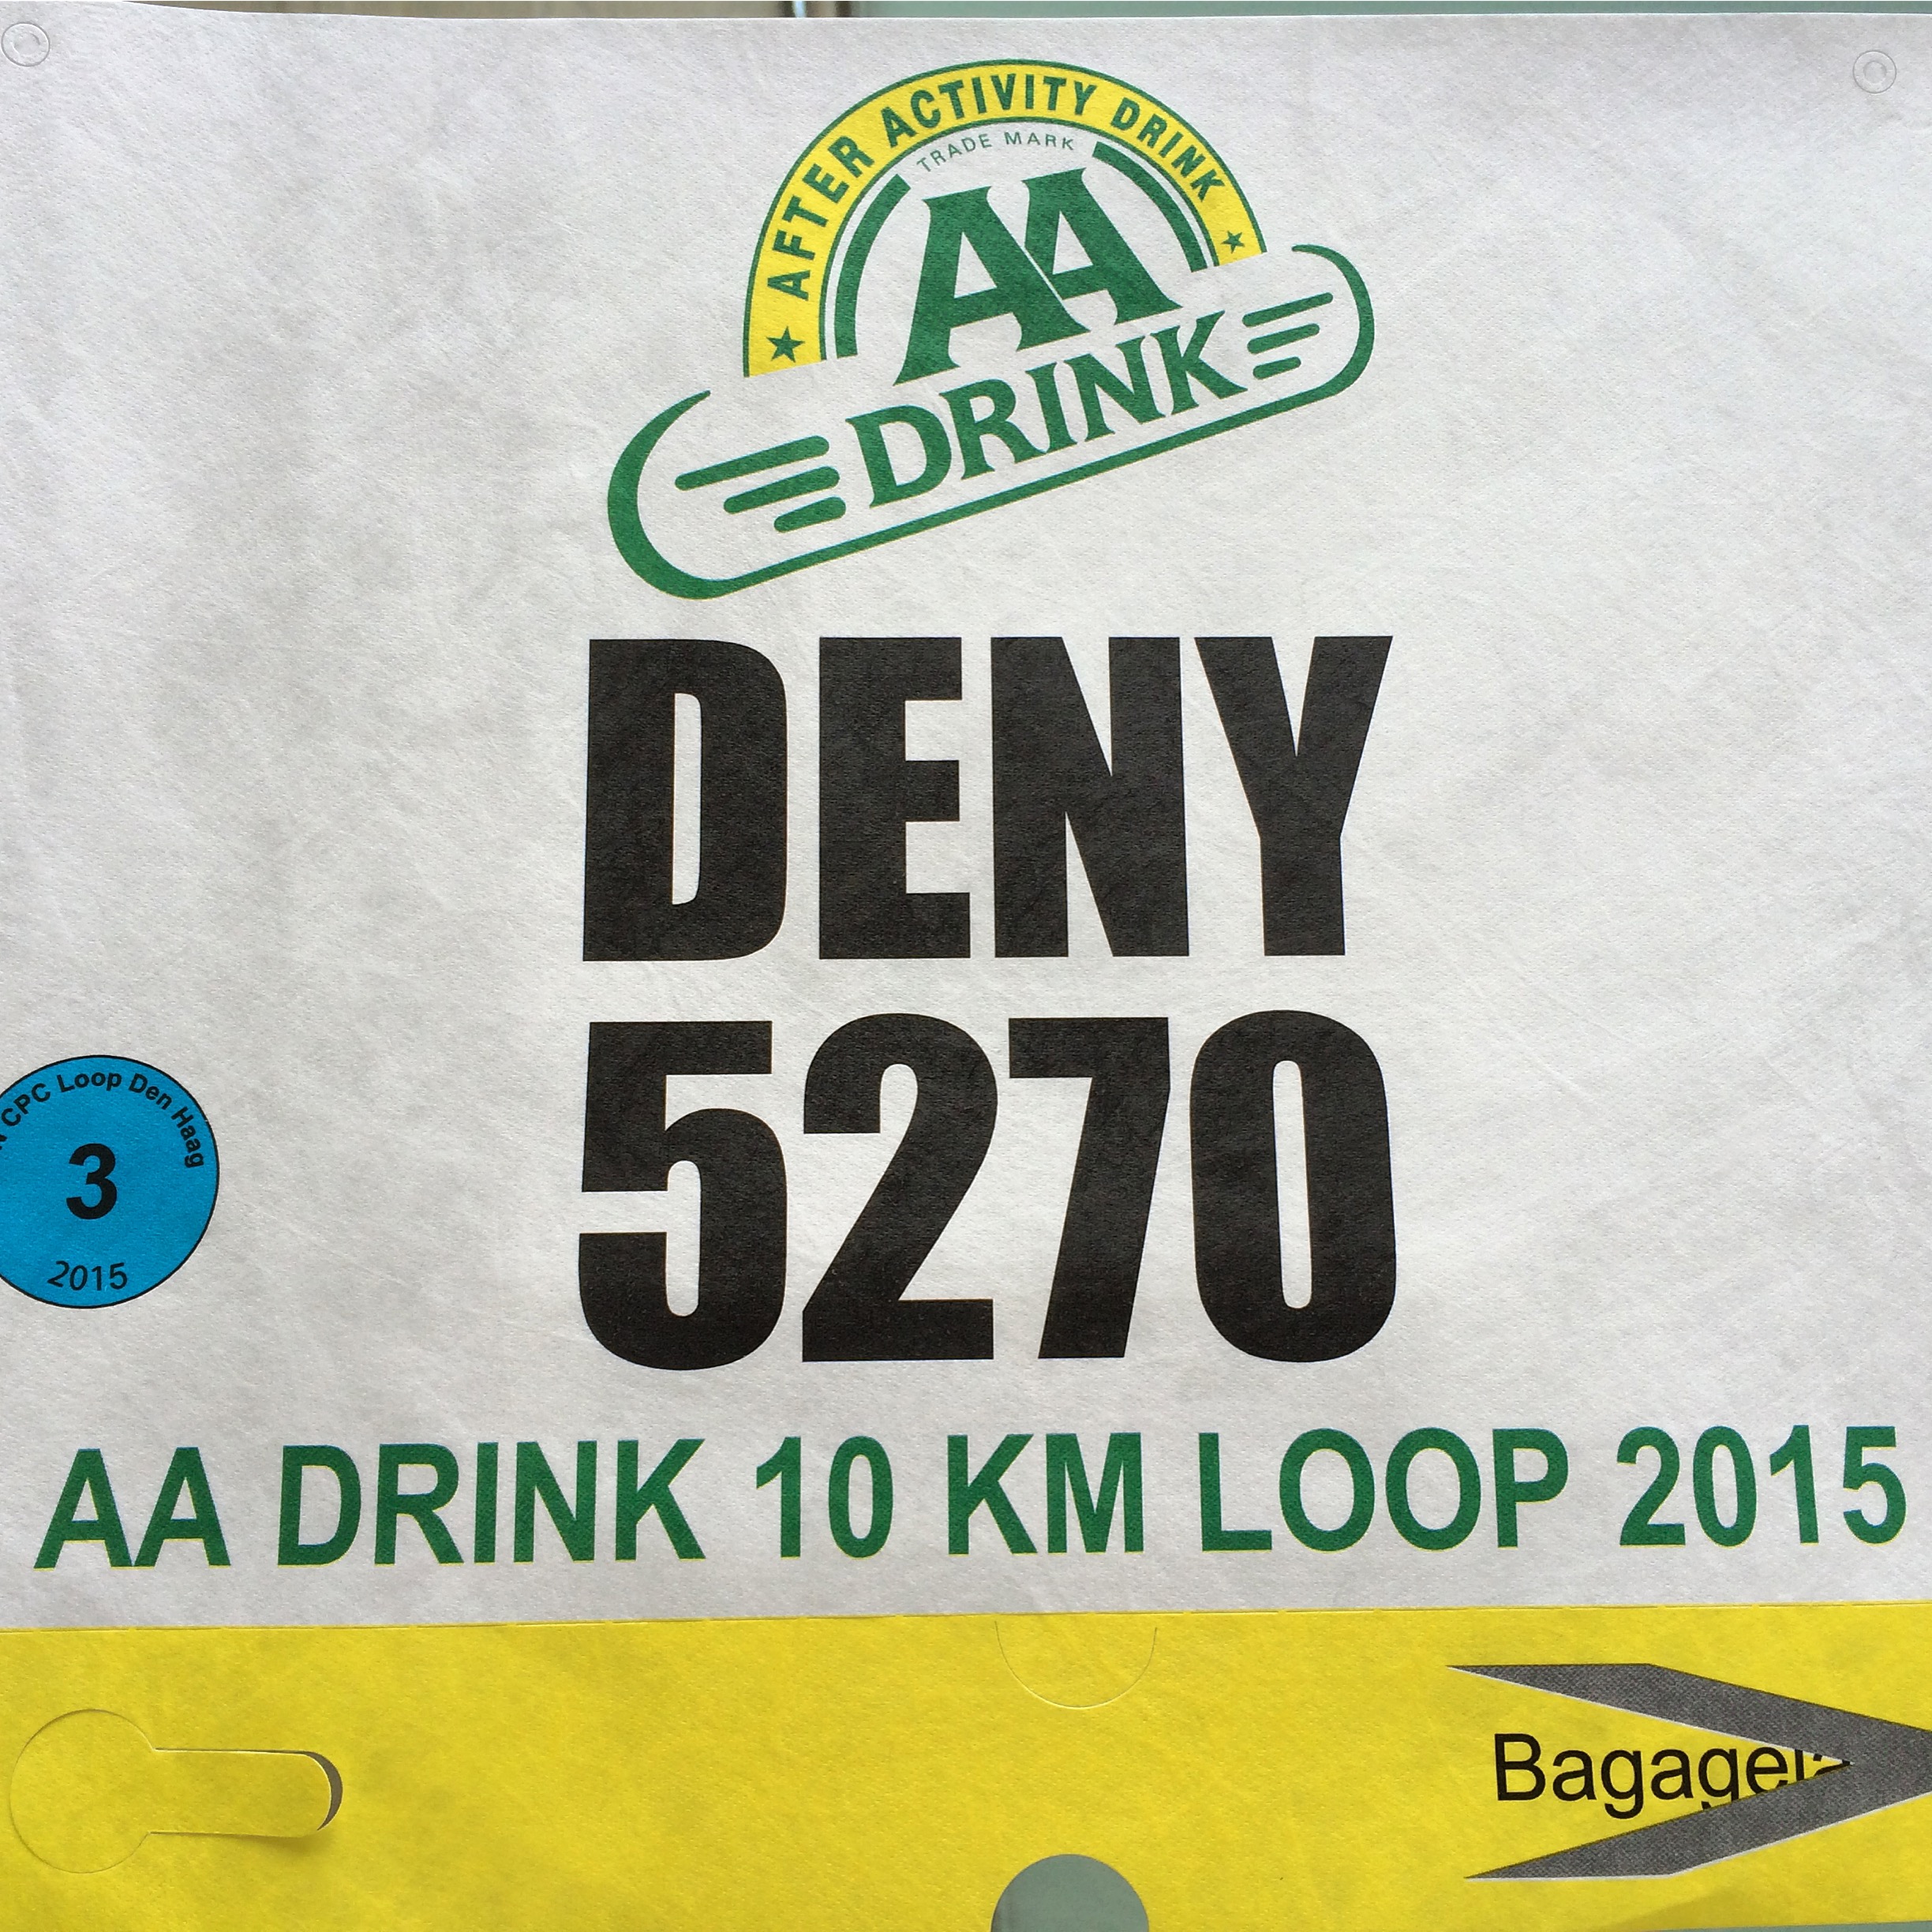 AFTER ACTIVITY DRINK
TRADE MARK
AA
DRINK
DENY
5270
CPC Loop Den Haag
3
2015
AA DRINK 10 KM LOOP 2015